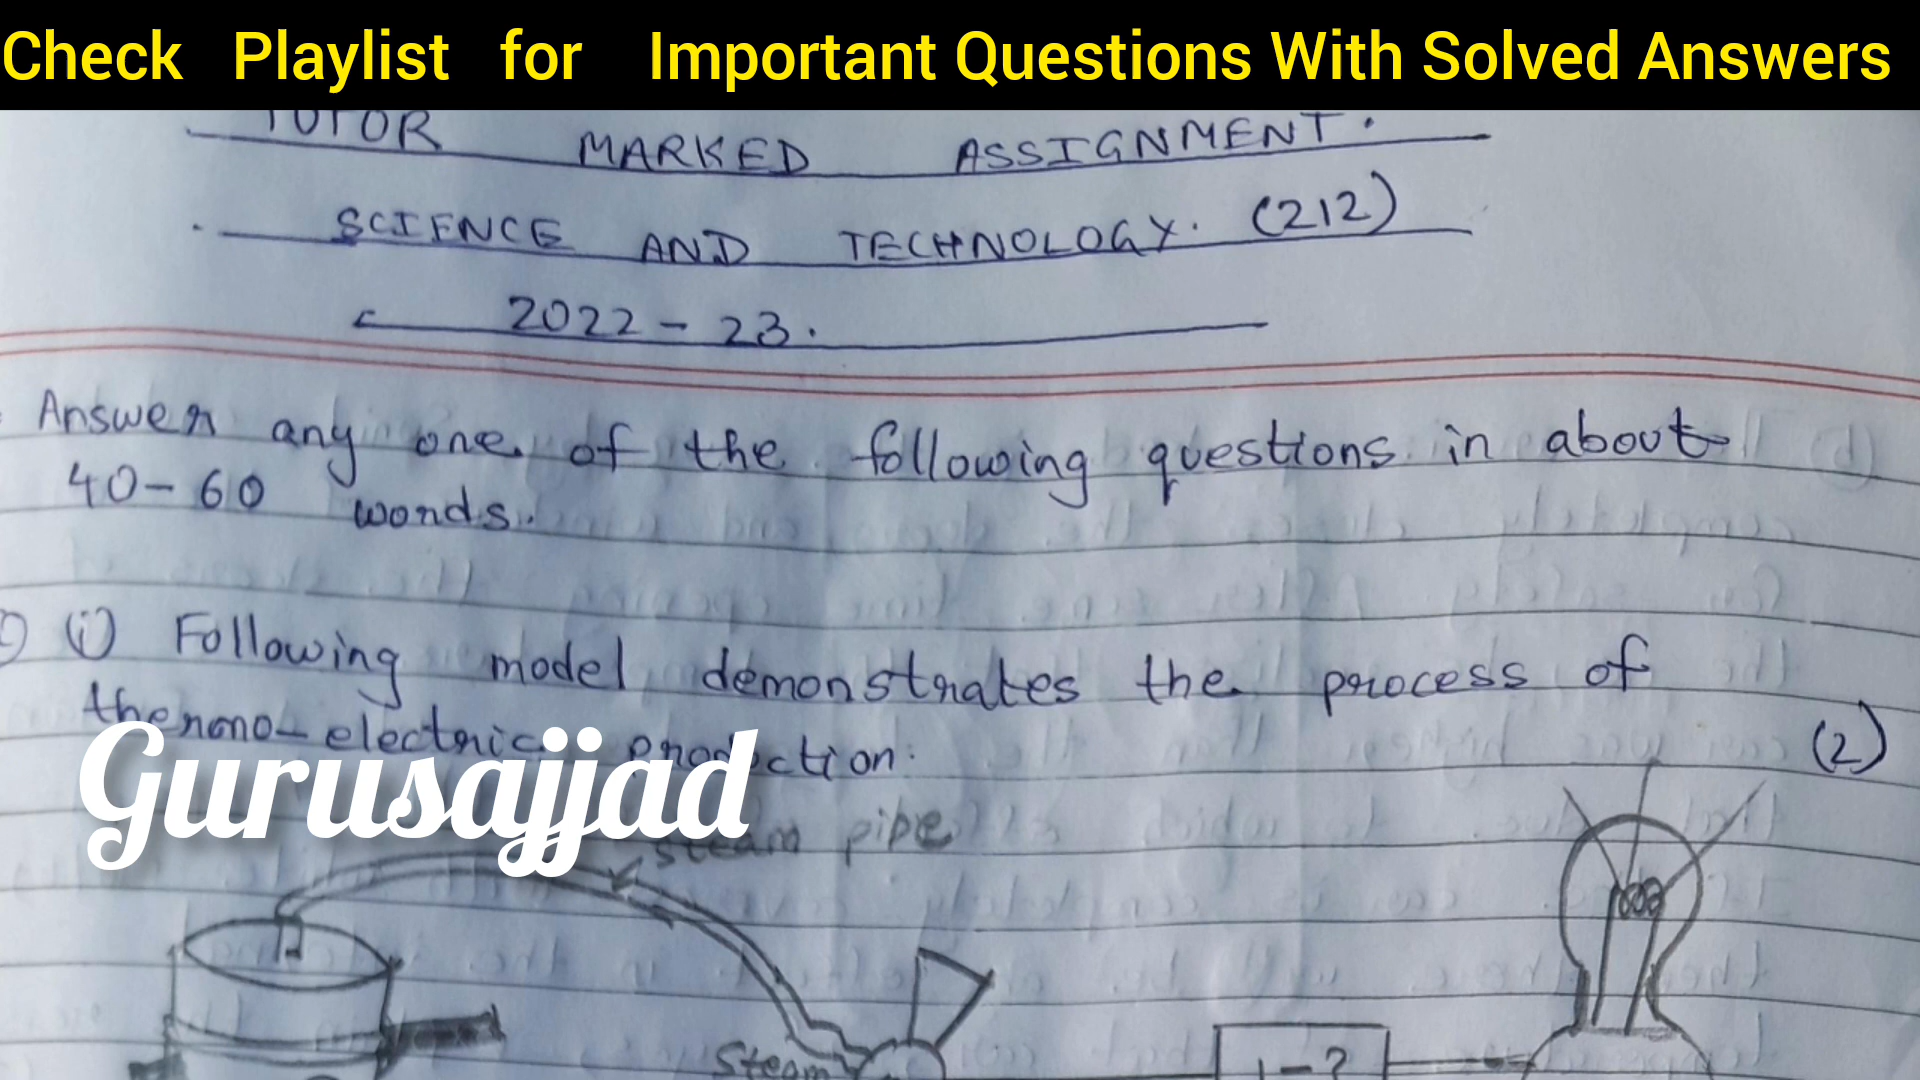 Check Playlist for Important Questions With Solved Answers
TUTOR MARKED ASSIGNMENT.
SCIENCE AND TECHNOLOGY. (212)
2022-23.
Answer any one of the following questions in about
40-60 words.
(i) Following model demonstrates the process of
thermo-electric production. (2)
Gurusajjad
steam pipe
Steam
1-?